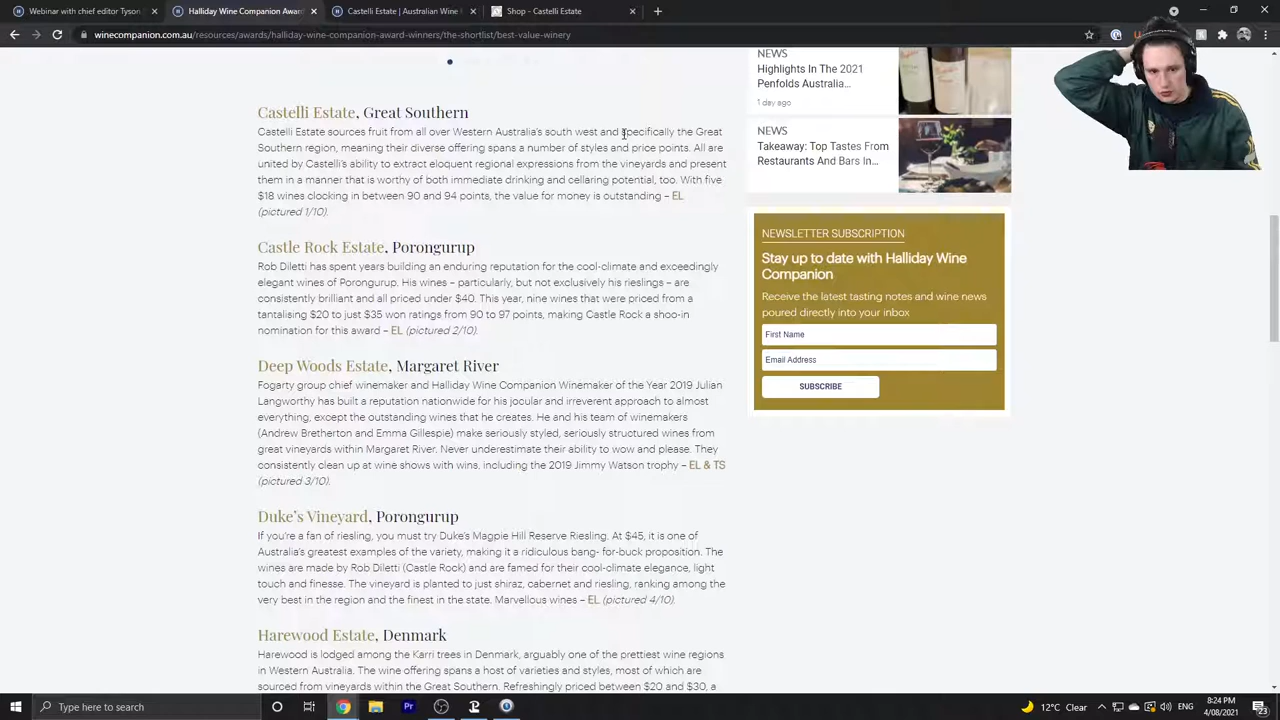 Webinar with chief editor Tyson
Halliday Wine Companion Award
Castelli Estate | Australian Wine
Shop – Castelli Estate
winecompanion.com.au/resources/awards/halliday-wine-companion-award-winners/the-shortlist/best-value-winery
Castelli Estate, Great Southern
Castelli Estate sources fruit from all over Western Australia's south west and specifically the Great
Southern region, meaning their diverse offering spans a number of styles and price points. All are
united by Castelli's ability to extract eloquent regional expressions from the vineyards and present
them in a manner that is worthy of both immediate drinking and cellaring potential, too. With five
$18 wines clocking in between 90 and 94 points, the value for money is outstanding – EL
(pictured 1/10).
Castle Rock Estate, Porongurup
Rob Diletti has spent years building an enduring reputation for the cool-climate and exceedingly
elegant wines of Porongurup. His wines – particularly, but not exclusively his rieslings – are
consistently brilliant and all priced under $40. This year, nine wines that were priced from a
tantalising $20 to just $35 won ratings from 90 to 97 points, making Castle Rock a shoo-in
nomination for this award – EL (pictured 2/10).
Deep Woods Estate, Margaret River
Fogarty group chief winemaker and Halliday Wine Companion Winemaker of the Year 2019 Julian
Langworthy has built a reputation nationwide for his jocular and irreverent approach to almost
everything, except the outstanding wines that he creates. He and his team of winemakers
(Andrew Bretherton and Emma Gillespie) make seriously styled, seriously structured wines from
great vineyards within Margaret River. Never underestimate their ability to wow and please. They
consistently clean up at wine shows with wins, including the 2019 Jimmy Watson trophy – EL & TS
(pictured 3/10).
Duke's Vineyard, Porongurup
If you're a fan of riesling, you must try Duke's Magpie Hill Reserve Riesling. At $45, it is one of
Australia's greatest examples of the variety, making it a ridiculous bang- for-buck proposition. The
wines are made by Rob Diletti (Castle Rock) and are famed for their cool-climate elegance, light
touch and finesse. The vineyard is planted to just shiraz, cabernet and riesling, ranking among the
very best in the region and the finest in the state. Marvellous wines – EL (pictured 4/10).
Harewood Estate, Denmark
Harewood is lodged among the Karri trees in Denmark, arguably one of the prettiest wine regions
in Western Australia. The wine offering spans a host of varieties and styles, most of which are
sourced from vineyards within the Great Southern. Refreshingly priced between $20 and $30, a
NEWS
Highlights In The 2021
Penfolds Australia...
1 day ago
NEWS
Takeaway: Top Tastes From
Restaurants And Bars In...
NEWSLETTER SUBSCRIPTION
Stay up to date with Halliday Wine
Companion
Receive the latest tasting notes and wine news
poured directly into your inbox
First Name
Email Address
SUBSCRIBE
Type here to search
12°C Clear
8:24 PM
4/08/2021